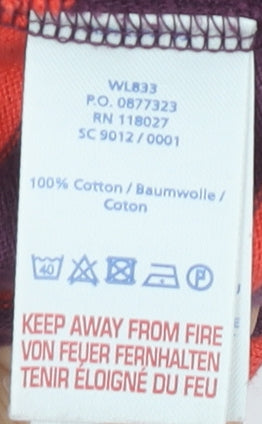 WL833
P.O. 0877323
RN 118027
SC 9012 / 0001
100% Cotton / Baumwolle /
Coton
40 P
KEEP AWAY FROM FIRE
VON FEUER FERNHALTEN
TENIR ÉLOIGNÉ DU FEU